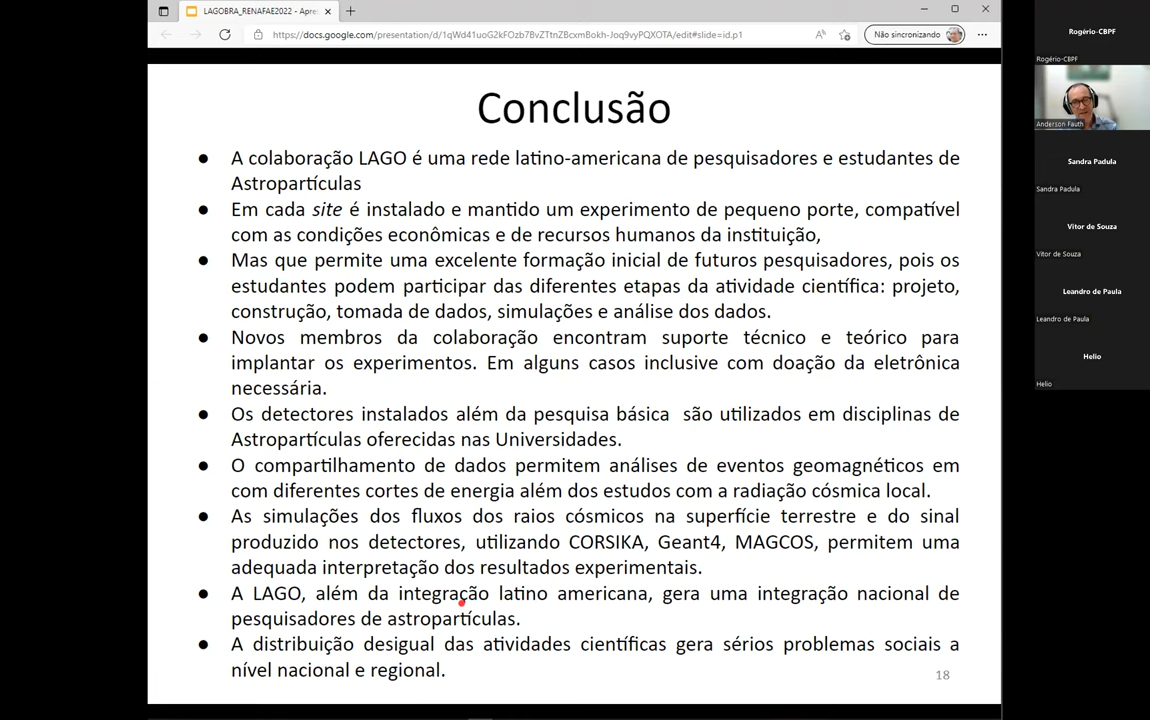 LAGOBRA_RENAFAE2022 - Apre
https://docs.google.com/presentation/d/1qWd41uoG2kFOzb7BvZTtnZBcxmBokh-Joq9vyPQXOTA/edit#slide=id.p1
Não sincronizando
Conclusão
● A colaboração LAGO é uma rede latino-americana de pesquisadores e estudantes de
Astropartículas
● Em cada site é instalado e mantido um experimento de pequeno porte, compatível
com as condições econômicas e de recursos humanos da instituição,
● Mas que permite uma excelente formação inicial de futuros pesquisadores, pois os
estudantes podem participar das diferentes etapas da atividade científica: projeto,
construção, tomada de dados, simulações e análise dos dados.
● Novos membros da colaboração encontram suporte técnico e teórico para
implantar os experimentos. Em alguns casos inclusive com doação da eletrônica
necessária.
● Os detectores instalados além da pesquisa básica são utilizados em disciplinas de
Astropartículas oferecidas nas Universidades.
● O compartilhamento de dados permitem análises de eventos geomagnéticos em
com diferentes cortes de energia além dos estudos com a radiação cósmica local.
● As simulações dos fluxos dos raios cósmicos na superfície terrestre e do sinal
produzido nos detectores, utilizando CORSIKA, Geant4, MAGCOS, permitem uma
adequada interpretação dos resultados experimentais.
● A LAGO, além da integração latino americana, gera uma integração nacional de
pesquisadores de astropartículas.
● A distribuição desigual das atividades científicas gera sérios problemas sociais a
nível nacional e regional.
18
Rogério-CBPF
Rogério-CBPF
Anderson Fauth
Sandra Padula
Sandra Padula
Vitor de Souza
Vitor de Souza
Leandro de Paula
Leandro de Paula
Helio
Helio